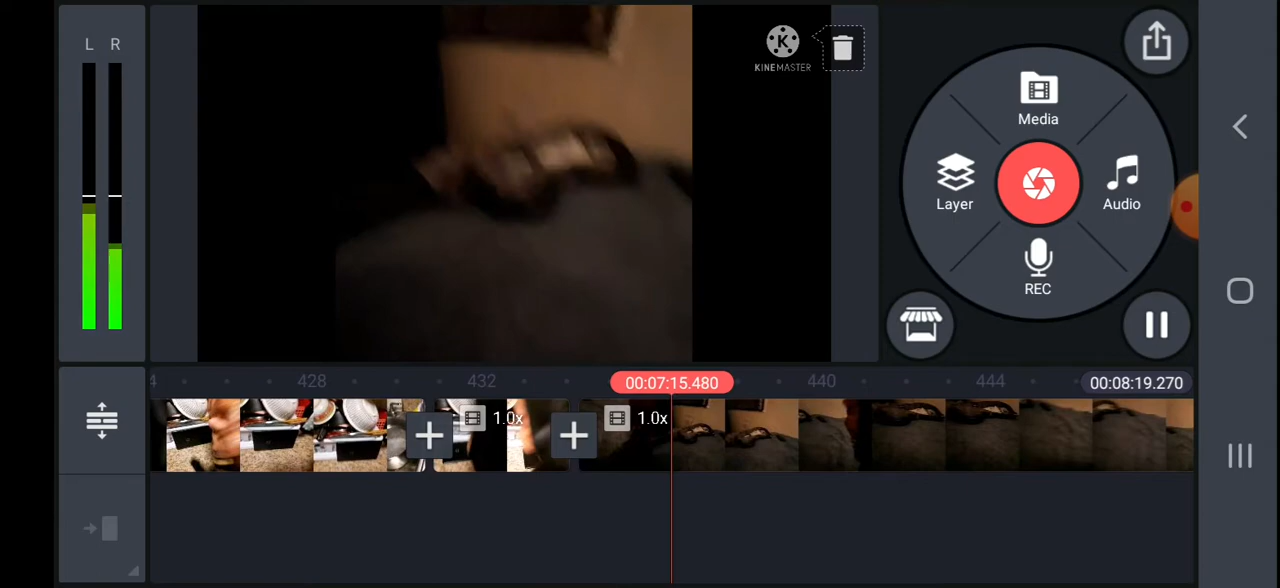 L R
KINEMASTER
Media
Layer
Audio
REC
4 428 432 00:07:15.480 440 444 00:08:19.270
1.0x 1.0x